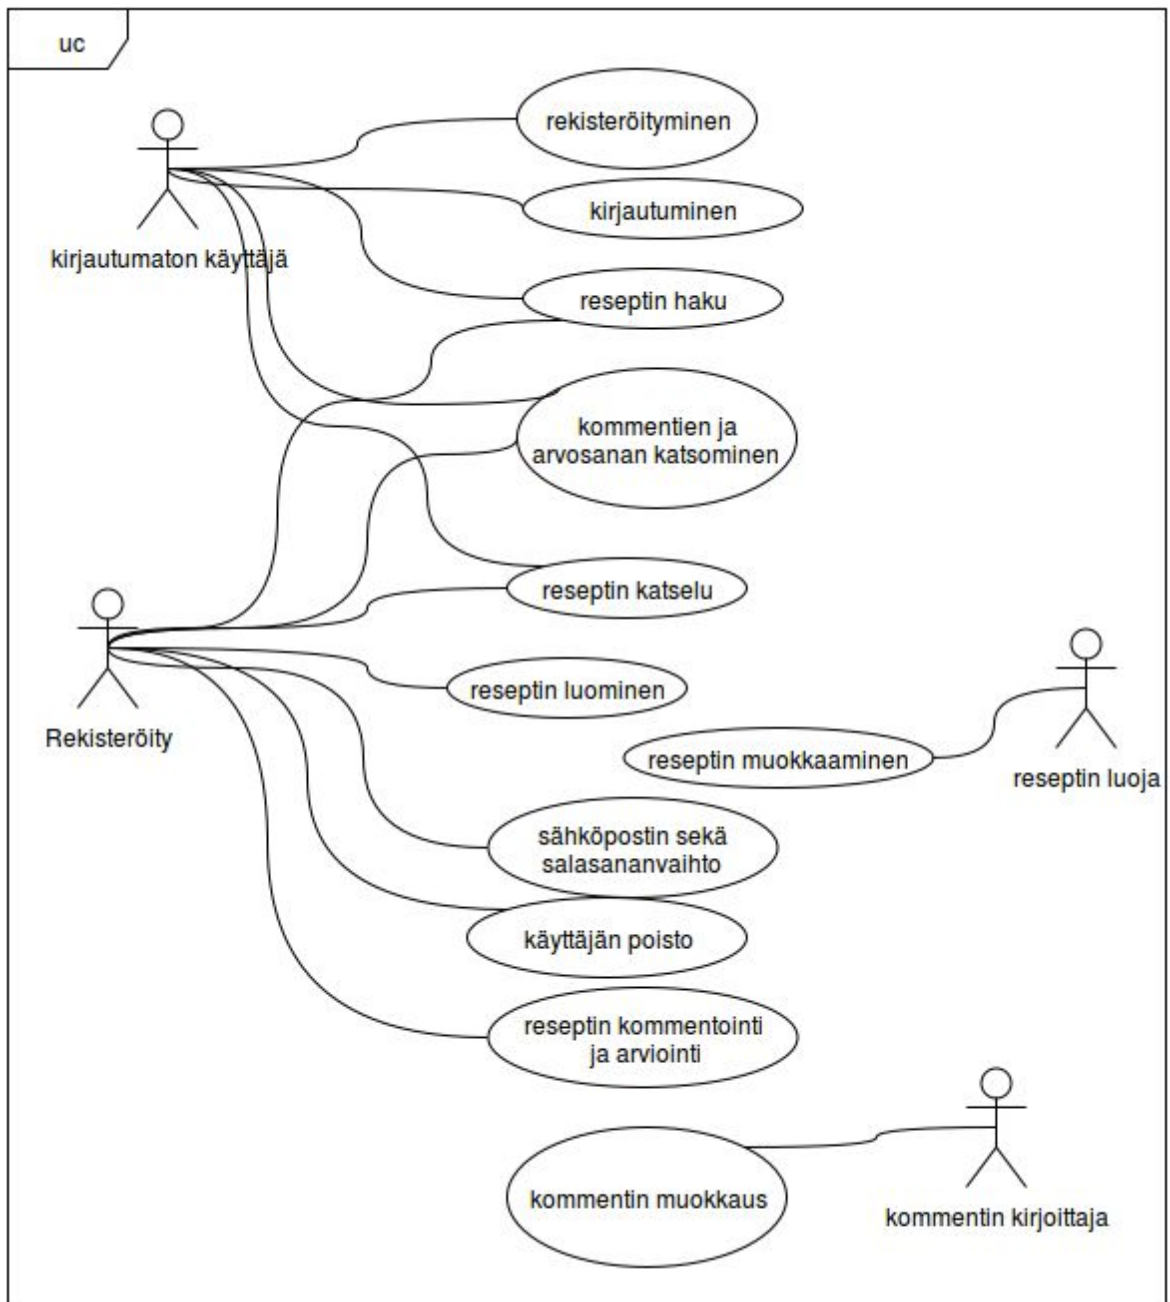 uc
rekisteröityminen
kirjautuminen
kirjautumaton käyttäjä
reseptin haku
kommentien ja
arvosanan katsominen
reseptin katselu
reseptin luominen
Rekisteröity
reseptin muokkaaminen
reseptin luoja
sähköpostin sekä
salasananvaihto
käyttäjän poisto
reseptin kommentointi
ja arviointi
kommentin muokkaus
kommentin kirjoittaja